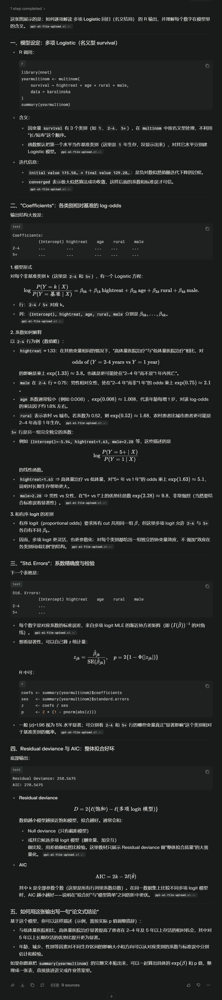 1 step completed >
这张图展示的是：如何逐项解读 多项 Logistic 回归（名义结局） 的 R 输出，并理解每个数字在模型里
的含义。 ppl-ai-file-upload.s3.am
一、模型设定：多项 Logistic（名义型 survival）
• R 调用：
r
library(nnet)
yearmultinom <- multinom(
survival ~ hightreat + age + rural + male,
data = karolinska
)
summary(yearmultinom)
• 含义：
• 因变量 survival 有 3 个类别（如 1、2-4、5+），在 multinom 中按名义型处理，不利用
“长/短寿”这个顺序。
• 函数默认把第一个水平当作基准类别（这里是 1 年生存，没显示出来），对其它水平分别建
Logistic 模型。 ppl-ai-file-upload.s3.am
• 迭代信息：
• initial value 173.58… → final value 129.28…：是负对数似然值随迭代下降的过程。
• converged 表示极大似然算法成功收敛，这样后面的系数和标准误才可信。
ppl-ai-file-upload.s3.am
二、“Coefficients”：各类别相对基准的 log-odds
输出结构大致是：
text
Coefficients:
(Intercept) hightreat age rural male
2-4 ... ... ... ... ...
5+ ... ... ... ... ...
1. 模型形式
对每个非基准类别 k（这里是 2-4 和 5+），有一个 Logistic 方程：
log P(Y = k | X) / P(Y = 基准 | X) = β0k + β1k hightreat + β2k age + β3k rural + β4k male.
• 行：2-4 / 5+ 对应 k。
• 列：(Intercept), hightreat, age, rural, male 分别是 β0k, . . . , β4k。
ppl-ai-file-upload.s3.am
2. 系数如何解释
以 2-4 行为例（数值略）：
• hightreat ≈ 1.33：在其他变量相同的情况下，“高体量医院治疗”与“低体量医院治疗”相比，对
odds of (Y = 2-4 years vs Y = 1 year)
的影响是乘上 exp(1.33) ≈ 3.8。也就是更可能处在“2–4 年”而不是“1 年内死亡”。
• male 在 2-4 行 ≈ 0.75：男性相对女性，处在“2–4 年”而非“1 年”的 odds 乘上 exp(0.75) ≈ 2.1
。
• age 系数通常较小（例如 0.008），exp(0.008) ≈ 1.008，代表年龄每增 1 岁，对该 log-odds
的乘法因子约 1.8% 左右。
• rural 表示农村 vs 城市。若系数为 0.52，则 exp(0.52) ≈ 1.68，农村患者比城市患者更可能是
2–4 年而非 1 年生存。 ppl-ai-file-upload.s3.am
5+ 行是另一组完全独立的系数：
• 例如 (Intercept)=-5.94, hightreat=1.63, male=2.28 等，这些描述的是
log P(Y = 5+ | X) / P(Y = 1 | X)
的线性函数。
• hightreat=1.63 ⇒ 高体量治疗 vs 低体量，对“5+ 年 vs 1 年”的 odds 乘上 exp(1.63) ≈ 5.1，
说明对长期生存帮助更大。
• male=2.28 ⇒ 男性 vs 女性，在“5+ vs 1”上的优势比倍数 exp(2.28) ≈ 9.8，非常强烈（当然要结
合标准误看显著性）。 ppl-ai-file-upload.s3.am
3. 和有序 logit 的差别
• 有序 logit（proportional odds）要求所有 cut 共用同一组 β，但这里多项 logit 允许 2-4 与 5+
各自有不同 βk。
• 因而，多项 logit 更灵活，也更参数化：对每个类别都给出一组独立的协变量效应，不 强加“效应在
各类别间成比例”的结构。 ppl-ai-file-upload.s3.am
三、“Std. Errors”：系数精确度与检验
下一个表格是：
text
Std. Errors:
(Intercept) hightreat age rural male
2-4 ...
5+ ...
• 每个数字是对应系数的标准误差，来自多项 logit MLE 的渐近协方差矩阵（即 (I(β̂))⁻¹ 的对角
线）。 ppl-ai-file-upload.s3.am
• 想看显著性，可以自己算 z 统计量：
zjk = β̂jk / SE(β̂jk), p = 2{1 − Φ(|zjk|)}
R 中可：
r
coefs <- summary(yearmultinom)$coefficients
ses <- summary(yearmultinom)$standard.errors
z <- coefs / ses
p <- 2 * (1 - pnorm(abs(z)))
• 一般 |z|>1.96 视为 5% 水平显著；可分别看 2-4 和 5+ 行的哪些变量真正“显著影响”这个类别相对
于基准类别的概率。 ppl-ai-file-upload.s3.am
四、Residual deviance 与 AIC：整体拟合好坏
底部输出：
text
Residual Deviance: 258.5675
AIC: 278.5675
• Residual deviance
D = 2{ℓ(饱和) − ℓ(多项 logit 模型)}
数值越小模型越接近饱和模型，拟合越好。通常会和：
• Null deviance（只有截距模型）
• 或其它候选多项 logit 模型（删变量、加交互）
做比较，用差值做似然比检验。这里教材只展示 Residual deviance 做“整体拟合质量”的大致
量化。 ppl-ai-file-upload.s3.am
• AIC
AIC = 2k − 2ℓ(θ̂)
其中 k 是全部参数个数（这里是所有行列里系数总数）。在同一数据集上比较不同多项 logit 模型
时，AIC 越小越好——说明在“拟合好”与“模型简单”之间的折中更优。 ppl-ai-file-upload.s3.am
五、如何用这张输出写一句“论文式结论”
基于这个模型，你可以这样描述（示例，需按实际 p 值调整措辞）：
• 与低体量医院相比，高体量医院治疗显著提高了患者在 2–4 年及 5 年以上存活的相对机会，其中对
5 年以上长期存活的优势比提升更为显著。
• 年龄、城乡、性别等因素对不同生存区间的影响大小和方向可以从对应类别的系数与标准误中分别
估计和检验。
如果你愿意把 summary(yearmultinom) 的完整文本贴出来，可以一起算出具体的 exp(β) 和 p 值，整
理成一张表，直接放进讲义或作业答案里。
9 sources